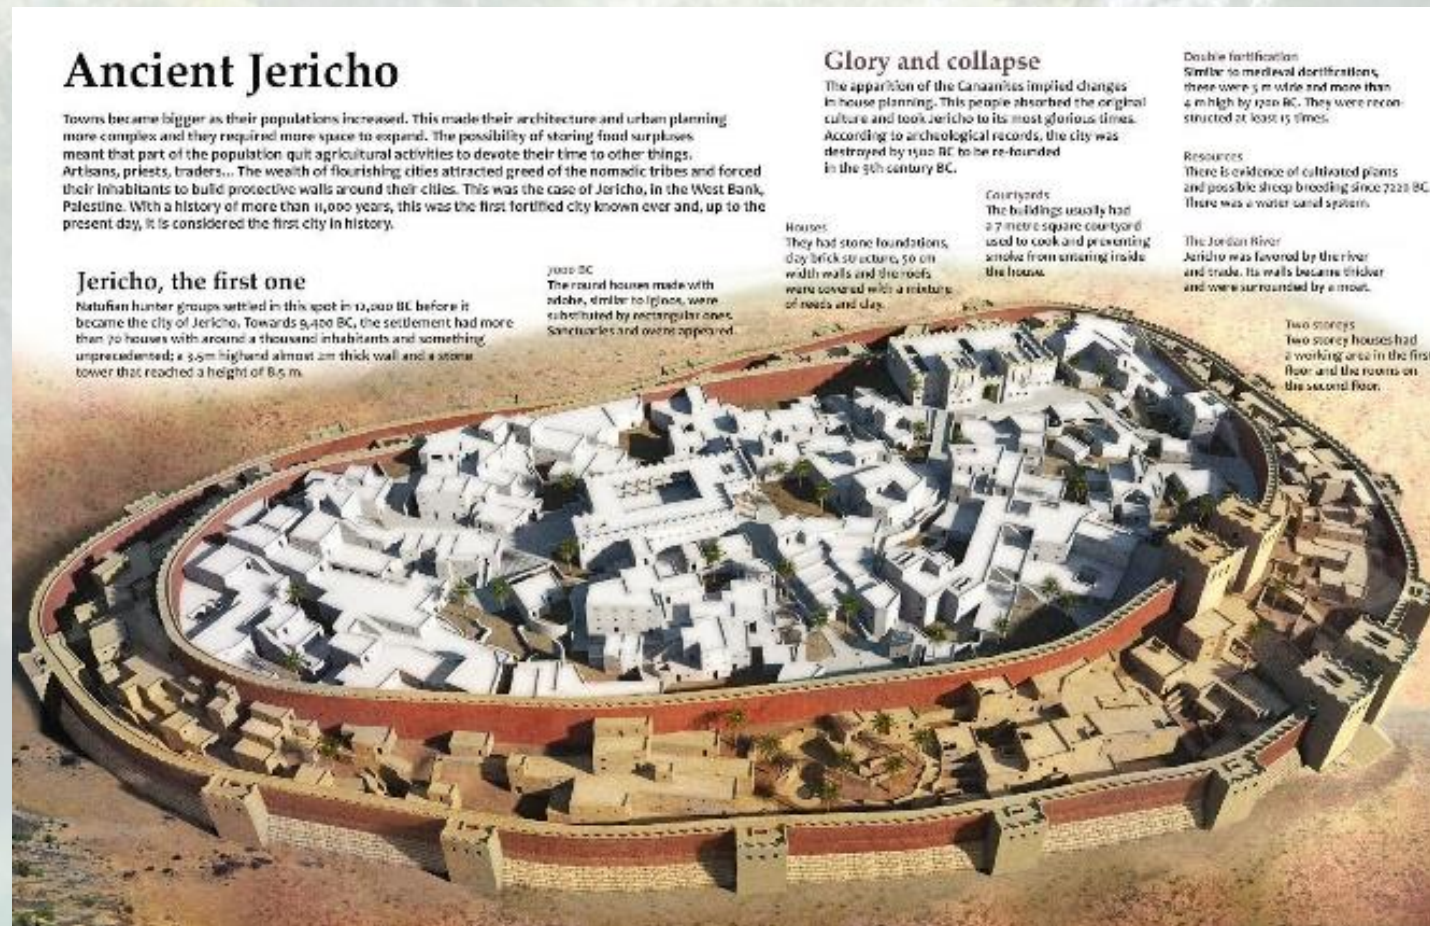 Ancient Jericho
Towns became bigger as their populations increased. This made their architecture and urban planning
more complex and they required more space to expand. The possibility of storing food surpluses
meant that part of the population quit agricultural activities to devote their time to other things.
Artisans, priests, traders... The wealth of flourishing cities attracted greed of the nomadic tribes and forced
their inhabitants to build protective walls around their cities. This was the case of Jericho, in the West Bank,
Palestine. With a history of more than 11,000 years, this was the first fortified city known ever and, up to the
present day, it is considered the first city in history.
Jericho, the first one
Natufian hunter groups settled in this spot in 12,000 BC before it
became the city of Jericho. Towards 9,400 BC, the settlement had more
than 70 houses with around a thousand inhabitants and something
unprecedented; a 3.5m highand almost 2m thick wall and a stone
tower that reached a height of 8.5 m.
7000 BC
The round houses made with
adobe, similar to igloos, were
substituted by rectangular ones.
Sanctuaries and ovens appeared.
Glory and collapse
The apparition of the Canaanites implied changes
in house planning. This people absorbed the original
culture and took Jericho to its most glorious times.
According to archeological records, the city was
destroyed by 1500 BC to be re-founded
in the 9th century BC.
Houses
They had stone foundations,
clay brick structure, 50 cm
width walls and the roofs
were covered with a mixture
of reeds and clay.
Courtyards
The buildings usually had
a 7 metre square courtyard
used to cook and preventing
smoke from entering inside
the house.
Double fortification
Similar to medieval dortifications,
these were 5 m wide and more than
4 m high by 1700 BC. They were recon-
structed at least 15 times.
Resources
There is evidence of cultivated plants
and possible sheep breeding since 7220 BC.
There was a water canal system.
The Jordan River
Jericho was favored by the river
and trade. Its walls became thicker
and were surrounded by a moat.
Two storeys
Two storey houses had
a working area in the first
floor and the rooms on
the second floor.